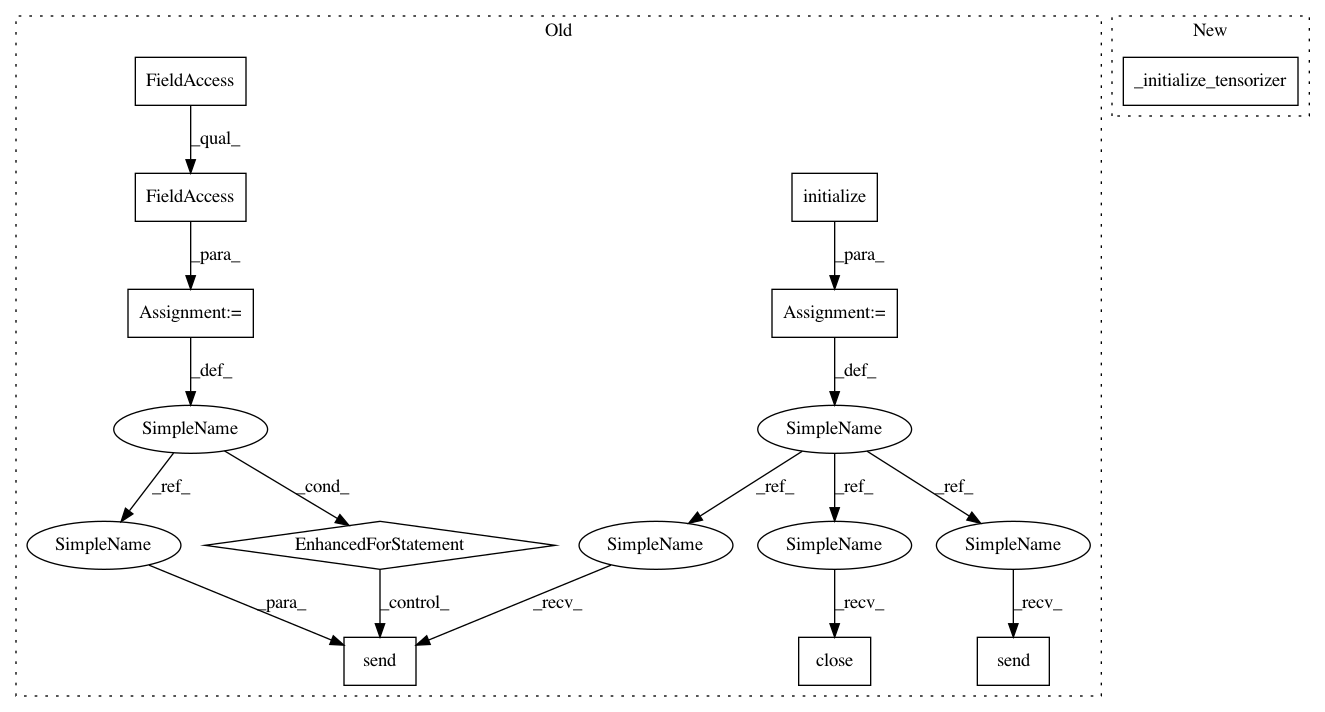 Old
New
FieldAccess
_initialize_tensorizer
_qual_
FieldAccess
initialize
_para_
_para_
Assignment:=
Assignment:=
_def_
_def_
SimpleName
SimpleName
_ref_
_cond_
_ref_
_ref_
_ref_
SimpleName
EnhancedForStatement
SimpleName
SimpleName
SimpleName
_para_
_control_
_recv_
_recv_
_recv_
send
close
send